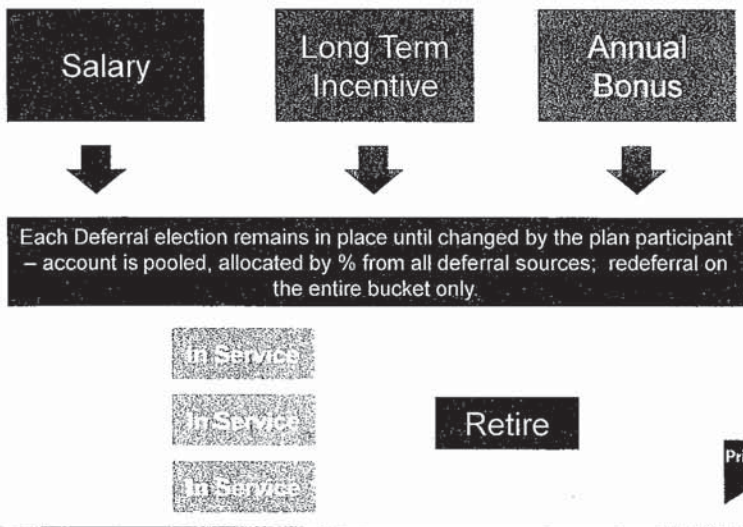 Salary
Long Term
Incentive
Annual
Bonus
Each Deferral election remains in place until changed by the plan participant
– account is pooled, allocated by % from all deferral sources; redeferral on
the entire bucket only
In Service
In Service
In Service
Retire